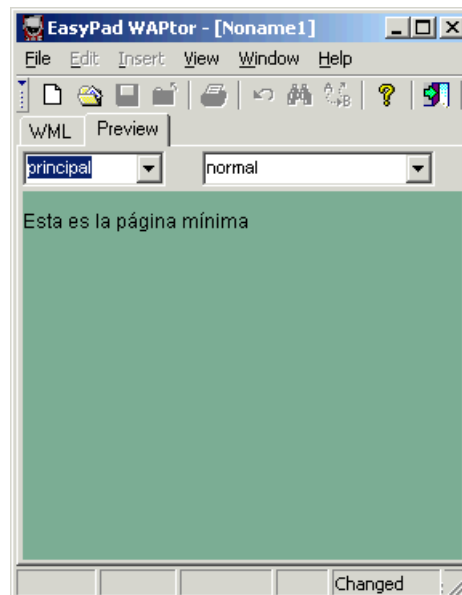 EasyPad WAPtor - [Noname1]
File Edit Insert View Window Help
WML Preview
principal normal
Esta es la página mínima
Changed